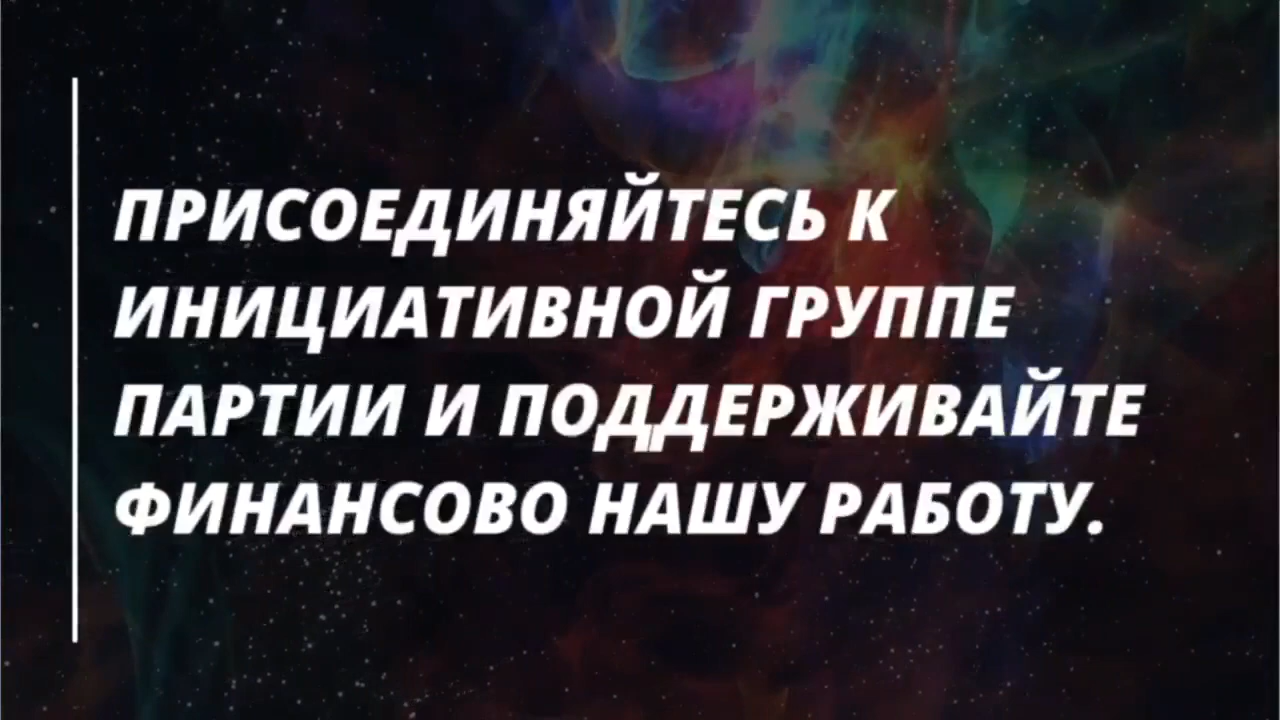 ПРИСОЕДИНЯЙТЕСЬ К
ИНИЦИАТИВНОЙ ГРУППЕ
ПАРТИИ И ПОДДЕРЖИВАЙТЕ
ФИНАНСОВО НАШУ РАБОТУ.